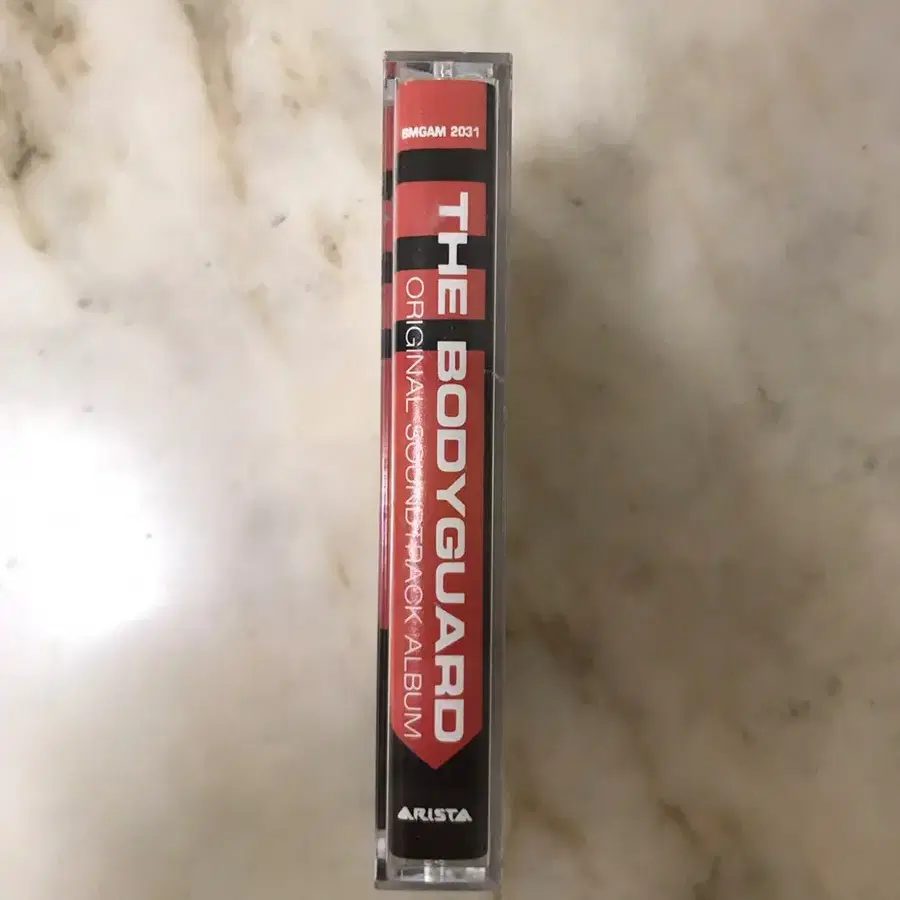 BMGAM 2031
THE BODYGUARD
ORIGINAL SOUNDTRACK ALBUM
ARISTA